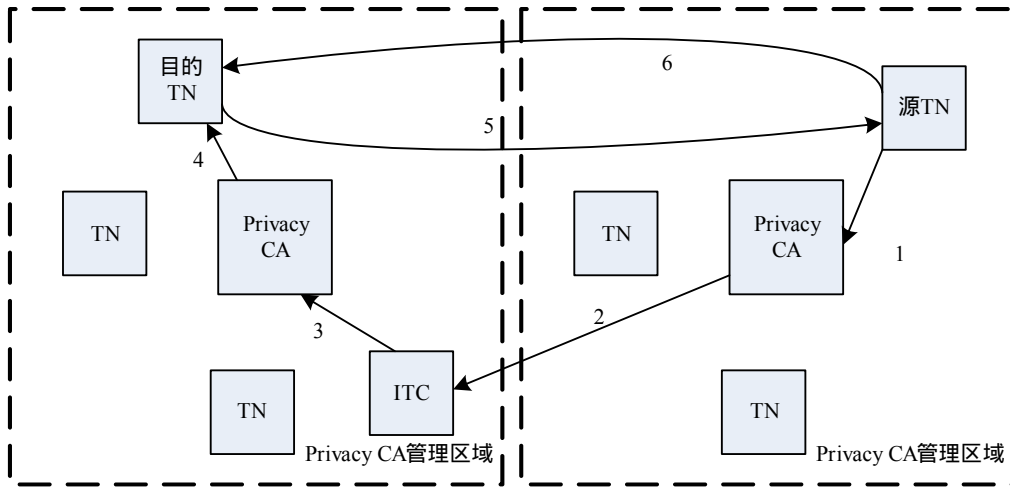 目的
TN
6
源TN
5
4
TN
Privacy
CA
TN
Privacy
CA
1
3
2
TN
ITC
TN
Privacy CA管理区域
Privacy CA管理区域